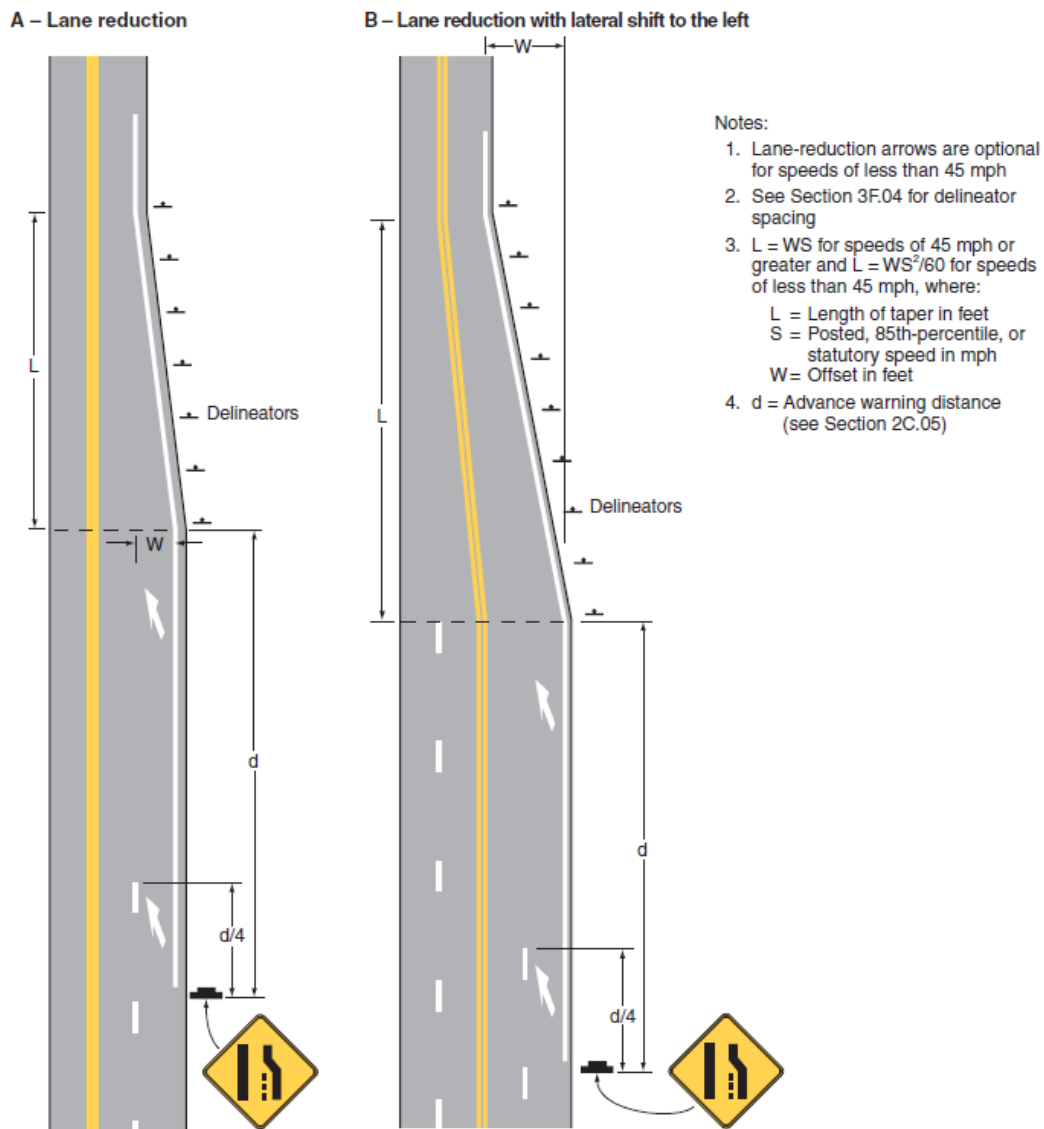 A – Lane reduction
B – Lane reduction with lateral shift to the left
W
Notes:
1. Lane-reduction arrows are optional
for speeds of less than 45 mph
2. See Section 3F.04 for delineator
spacing
3. L = WS for speeds of 45 mph or
greater and L = WS²/60 for speeds
of less than 45 mph, where:
L = Length of taper in feet
S = Posted, 85th-percentile, or
statutory speed in mph
W = Offset in feet
4. d = Advance warning distance
(see Section 2C.05)
L
Delineators
W
d
d/4
L
Delineators
d
d/4